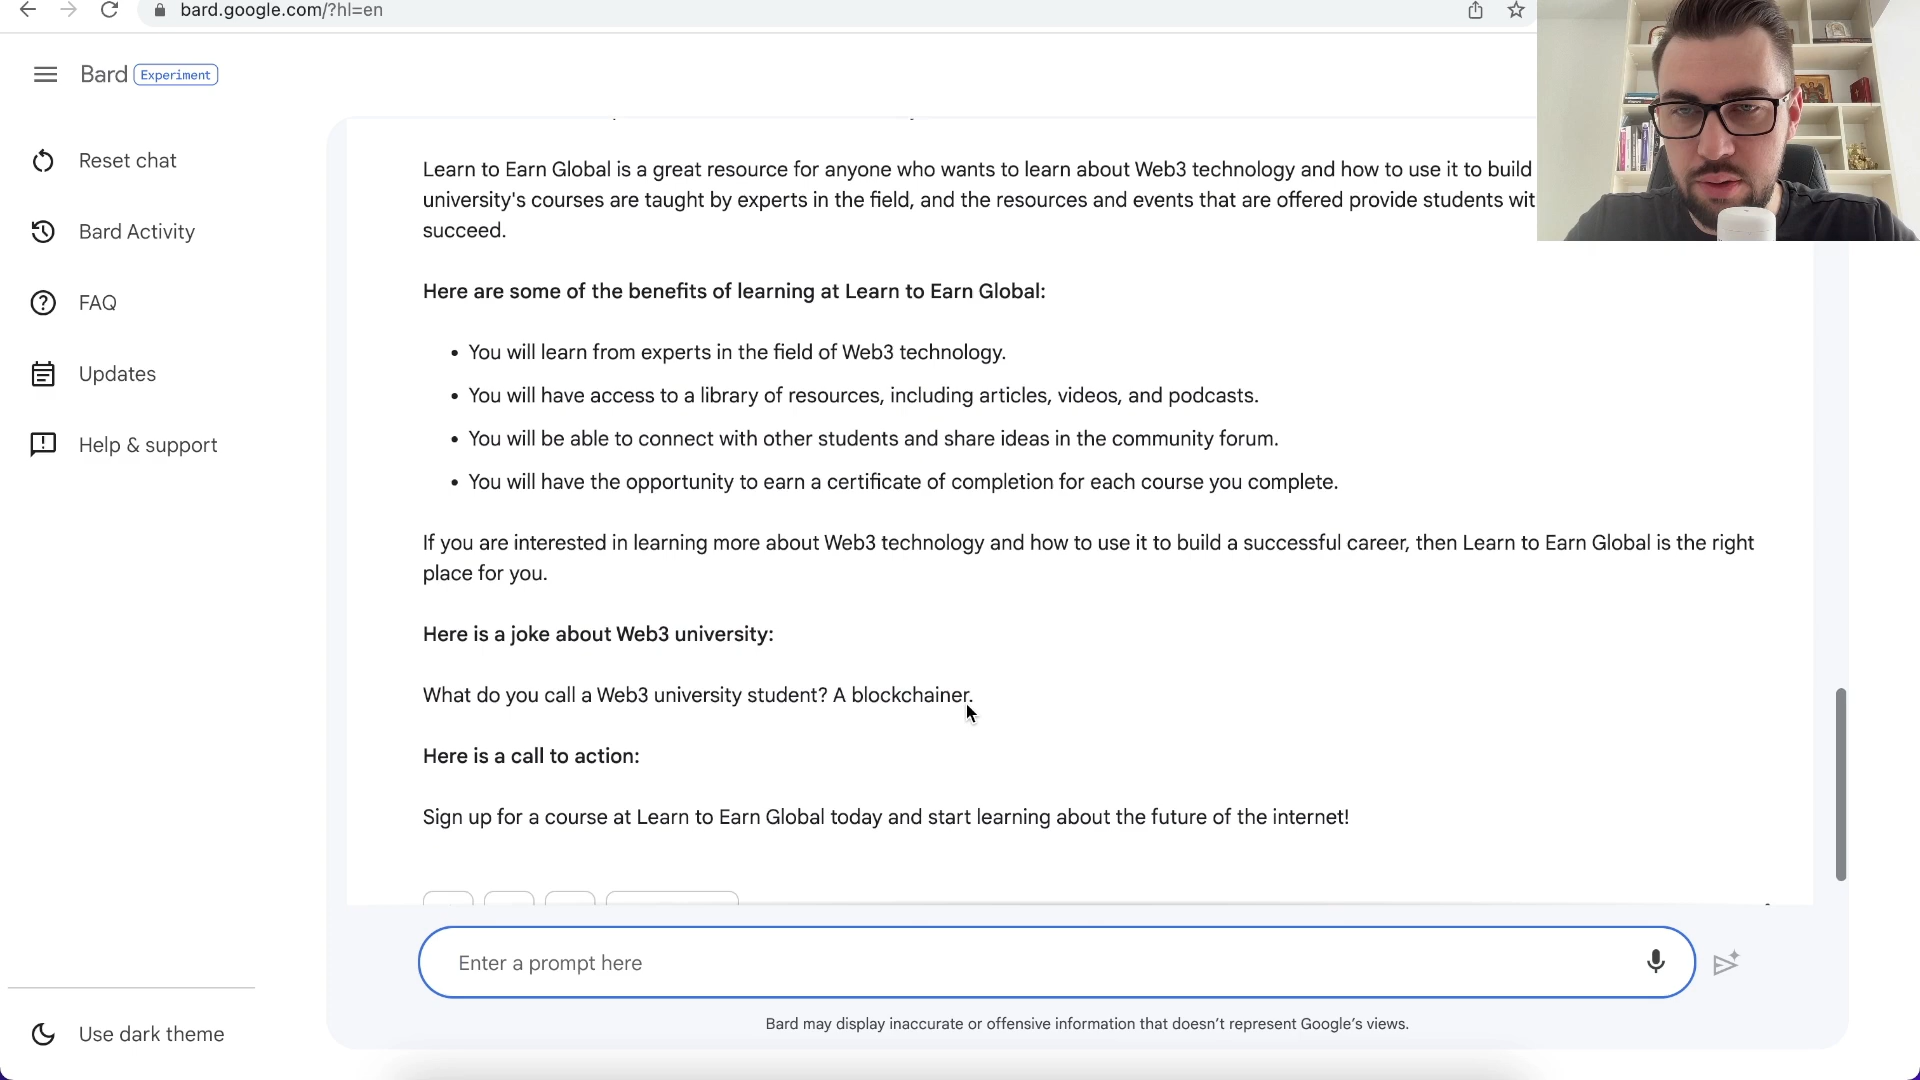 bard.google.com/?hl=en
Bard Experiment
Reset chat
Bard Activity
FAQ
Updates
Help & support
Use dark theme
Learn to Earn Global is a great resource for anyone who wants to learn about Web3 technology and how to use it to build
university's courses are taught by experts in the field, and the resources and events that are offered provide students wit
succeed.
Here are some of the benefits of learning at Learn to Earn Global:
• You will learn from experts in the field of Web3 technology.
• You will have access to a library of resources, including articles, videos, and podcasts.
• You will be able to connect with other students and share ideas in the community forum.
• You will have the opportunity to earn a certificate of completion for each course you complete.
If you are interested in learning more about Web3 technology and how to use it to build a successful career, then Learn to Earn Global is the right
place for you.
Here is a joke about Web3 university:
What do you call a Web3 university student? A blockchainer.
Here is a call to action:
Sign up for a course at Learn to Earn Global today and start learning about the future of the internet!
Enter a prompt here
Bard may display inaccurate or offensive information that doesn't represent Google's views.